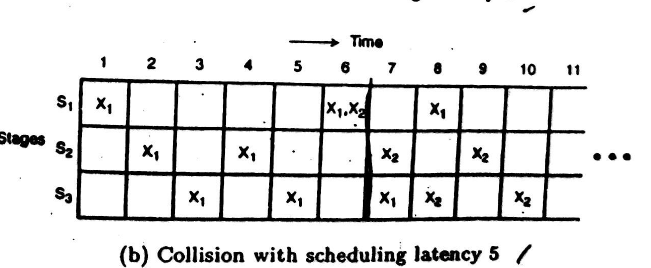 → Time
1 2 3 4 5 6 7 8 9 10 11
S₁ X₁ X₁,X₂ X₁
Stages S₂ X₁ X₁ X₂ X₂ •••
S₃ X₁ X₁ X₁ X₂ X₂
(b) Collision with scheduling latency 5